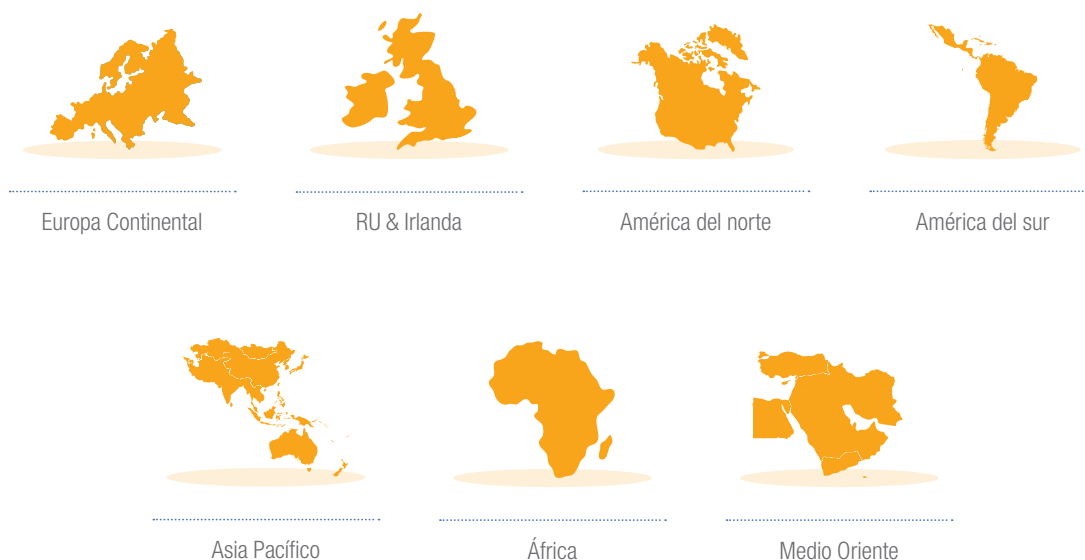 Europa Continental
RU & Irlanda
América del norte
América del sur
Asia Pacífico
África
Medio Oriente